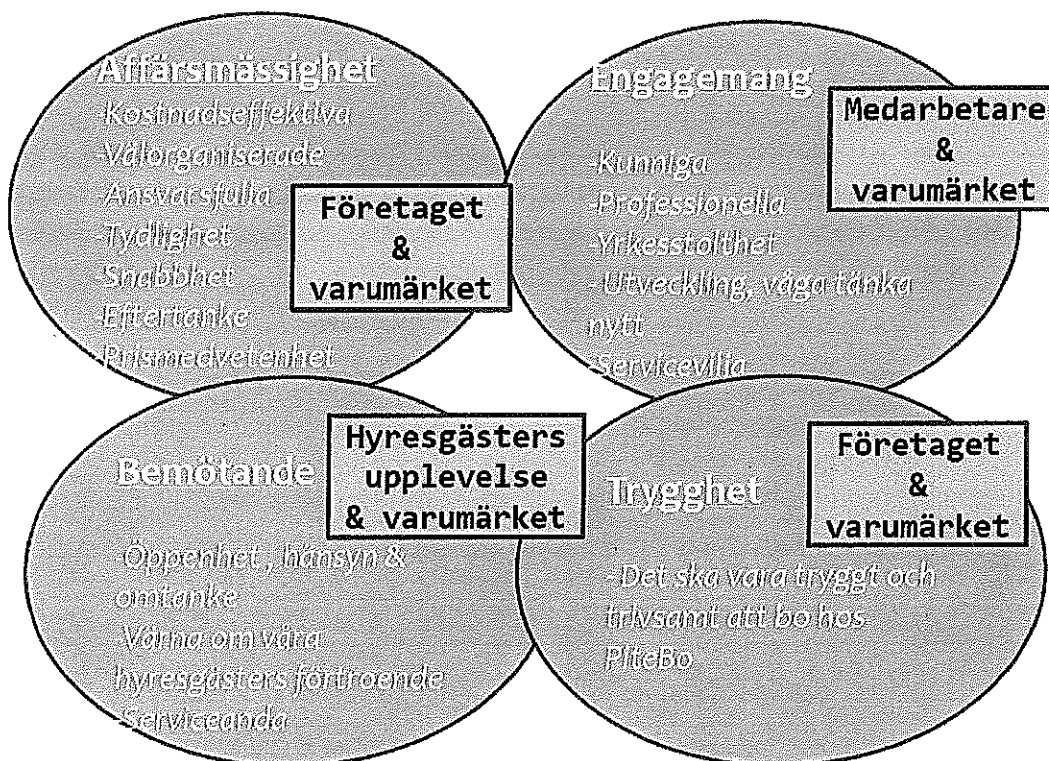 Affärsmässighet
-Kostnadseffektiva
-Välorganiserade
-Ansvarsfulla
-Tydlighet
-Snabbhet
-Eftertanke
-Prismedvetenhet
Företaget
&
varumärket
Engagemang
-Kunniga
-Professionella
-Yrkesstolthet
-Utveckling, våga tänka
nytt
-Servicevilja
Medarbetare
&
varumärket
Bemötande
-Öppenhet , hänsyn &
omtanke
-Värna om våra
hyresgästers förtroende
-Serviceanda
Hyresgästers
upplevelse
& varumärket
Trygghet
-Det ska vara tryggt och
trivsamt att bo hos
PiteBo
Företaget
&
varumärket